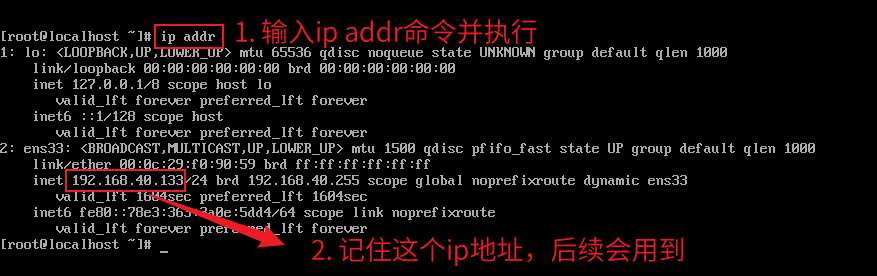 [root@localhost ~]# ip addr 1. 输入ip addr命令并执行
1: lo: <LOOPBACK,UP,LOWER_UP> mtu 65536 qdisc noqueue state UNKNOWN group default qlen 1000
link/loopback 00:00:00:00:00:00 brd 00:00:00:00:00:00
inet 127.0.0.1/8 scope host lo
valid_lft forever preferred_lft forever
inet6 ::1/128 scope host
valid_lft forever preferred_lft forever
2: ens33: <BROADCAST,MULTICAST,UP,LOWER_UP> mtu 1500 qdisc pfifo_fast state UP group default qlen 1000
link/ether 00:0c:29:f0:90:59 brd ff:ff:ff:ff:ff:ff
inet 192.168.40.133/24 brd 192.168.40.255 scope global noprefixroute dynamic ens33
valid_lft 1604sec preferred_lft 1604sec
inet6 scope link noprefixroute
valid_lft forever preferred_lft forever
[root@localhost ~]# _
2. 记住这个ip地址，后续会用到